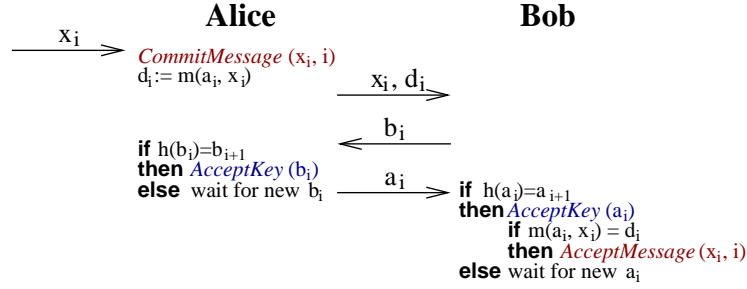 Alice Bob
x_i
CommitMessage (x_i, i)
d_i:= m(a_i, x_i)
x_i, d_i
b_i
if h(b_i)=b_{i+1}
then AcceptKey (b_i)
else wait for new b_i
a_i
if h(a_i)=a_{i+1}
then AcceptKey (a_i)
if m(a_i, x_i) = d_i
then AcceptMessage (x_i, i)
else wait for new a_i